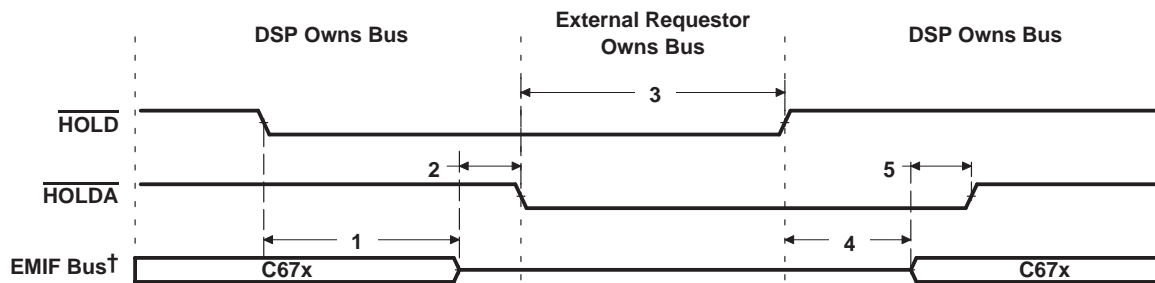 DSP Owns Bus
External Requestor
Owns Bus
DSP Owns Bus
3
HOLD
2
5
HOLDA
1
4
EMIF Bus†
C67x
C67x